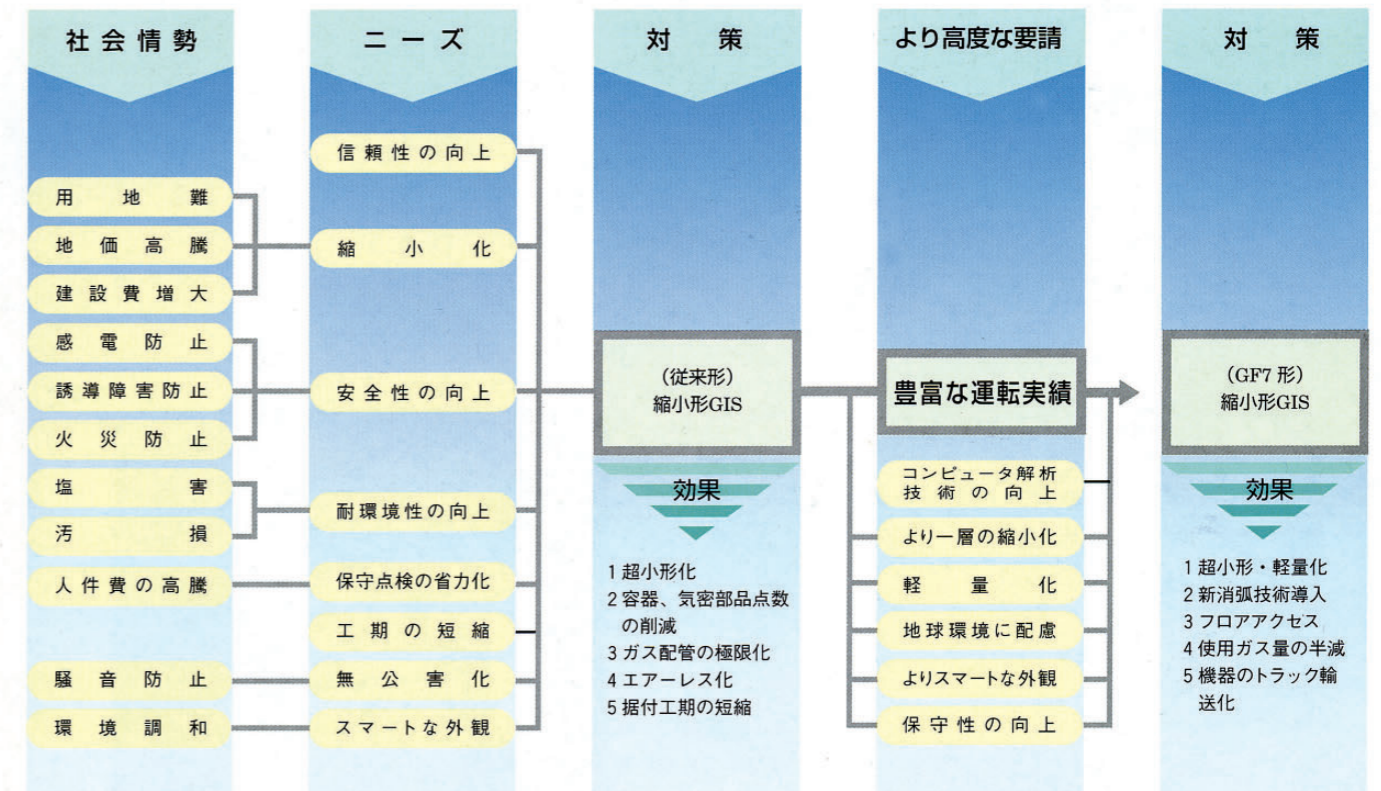 社会情勢
用地難
地価高騰
建設費増大
感電防止
誘導障害防止
火災防止
塩害
汚損
人件費の高騰
騒音防止
環境調和
ニーズ
信頼性の向上
縮小化
安全性の向上
耐環境性の向上
保守点検の省力化
工期の短縮
無公害化
スマートな外観
対策
(従来形)
縮小形GIS
効果
1 超小形化
2 容器、気密部品点数
の削減
3 ガス配管の極限化
4 エアーレス化
5 据付工期の短縮
より高度な要請
豊富な運転実績
コンピュータ解析
技術の向上
より一層の縮小化
軽量化
地球環境に配慮
よりスマートな外観
保守性の向上
対策
(GF7 形)
縮小形GIS
効果
1 超小形・軽量化
2 新消弧技術導入
3 フロアアクセス
4 使用ガス量の半減
5 機器のトラック輸
送化